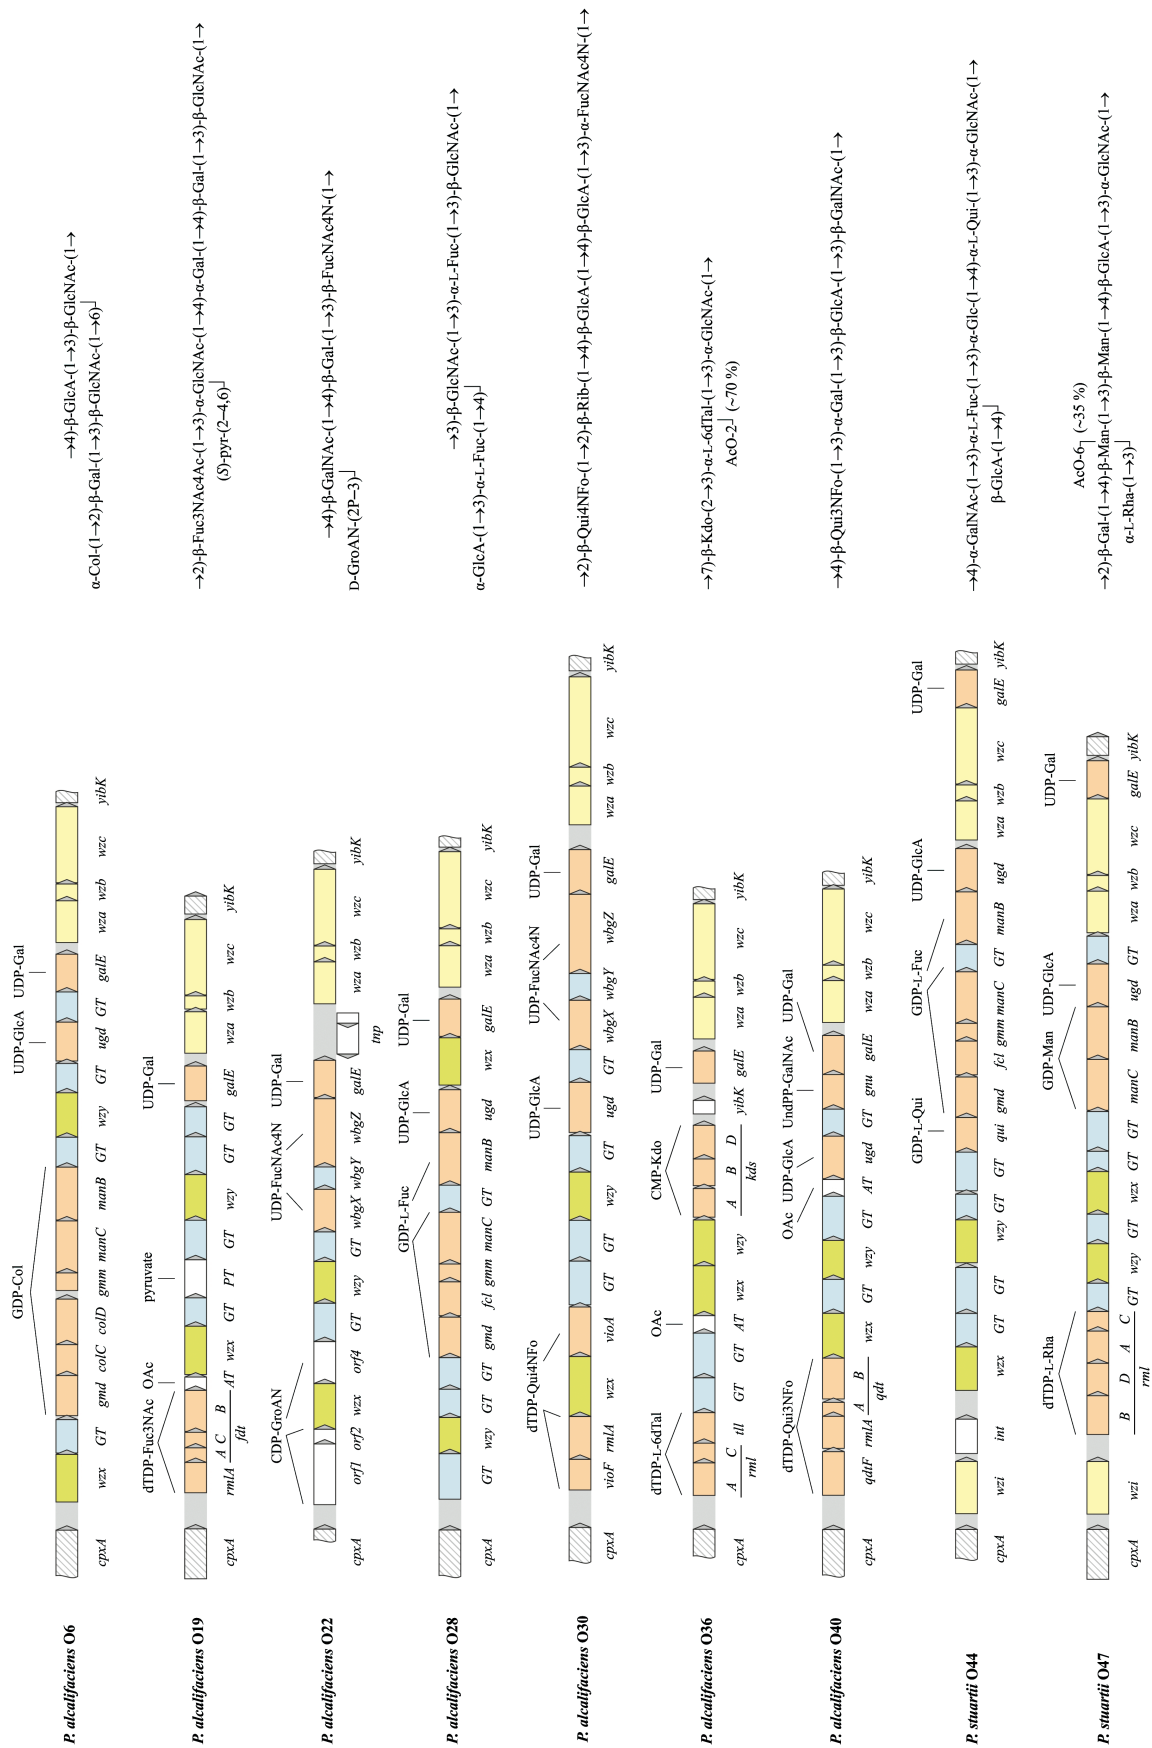 GDP-Col UDP-GlcA UDP-Gal
P. alcalifaciens O6
→4)-β-GlcA-(1→3)-β-GlcNAc-(1→
α-Col-(1→2)-β-Gal-(1→3)-β-GlcNAc-(1→6)
cpxA wzx GT gmd colC colD gmm manC manB GT wzy GT ugd GT galE wza wzb wzc yibK
dTDP-Fuc3NAc OAc pyruvate UDP-Gal
P. alcalifaciens O19
→2)-β-Fuc3NAc4Ac-(1→3)-α-GlcNAc-(1→4)-α-Gal-(1→4)-β-Gal-(1→3)-β-GlcNAc-(1→
(S)-pyr-(2–4,6)
cpxA rmlA A C B AT wzx GT PT GT wzy GT GT galE wza wzb wzc yibK
fdt
CDP-GroAN UDP-FucNAc4N UDP-Gal
P. alcalifaciens O22
→4)-β-GalNAc-(1→4)-β-Gal-(1→3)-β-FucNAc4N-(1→
D-GroAN-(2P–3)
cpxA orf1 orf2 wzx orf4 GT wzy GT wbgX wbgY wbgZ galE wza wzb wzc yibK
tnp
GDP-L-Fuc UDP-GlcA UDP-Gal
P. alcalifaciens O28
→3)-β-GlcNAc-(1→3)-α-L-Fuc-(1→3)-β-GlcNAc-(1→
α-GlcA-(1→3)-α-L-Fuc-(1→4)
cpxA GT wzy GT GT gmd fcl gmm manC GT manB ugd wzx galE wza wzb wzc yibK
dTDP-Qui4NFo UDP-GlcA UDP-FucNAc4N UDP-Gal
P. alcalifaciens O30
→2)-β-Qui4NFo-(1→2)-β-Rib-(1→4)-β-GlcA-(1→4)-β-GlcA-(1→3)-α-FucNAc4N-(1→
cpxA vioF rmlA wzx vioA GT GT wzy GT ugd GT wbgX wbgY wbgZ galE wza wzb wzc yibK
dTDP-L-6dTal OAc CMP-Kdo UDP-Gal
P. alcalifaciens O36
→7)-β-Kdo-(2→3)-α-L-6dTal-(1→3)-α-GlcNAc-(1→
AcO-2 (~70 %)
cpxA A C tll GT GT AT wzx wzy A B D yibK galE wza wzb wzc yibK
rml kds
dTDP-Qui3NFo OAc UDP-GlcA UndPP-GalNAc UDP-Gal
P. alcalifaciens O40
→4)-β-Qui3NFo-(1→3)-α-Gal-(1→3)-β-GlcA-(1→3)-β-GalNAc-(1→
cpxA qdtF rmlA A B wzx GT wzy GT AT ugd GT gnu galE wza wzb wzc yibK
qdt
GDP-L-Qui GDP-L-Fuc UDP-GlcA UDP-Gal
P. stuartii O44
→4)-α-GalNAc-(1→3)-α-L-Fuc-(1→3)-α-Glc-(1→4)-α-L-Qui-(1→3)-α-GlcNAc-(1→
β-GlcA-(1→4)
cpxA wzi int wzx GT GT wzy GT GT qui gmd fcl gmm manC GT manB ugd wza wzb wzc galE yibK
dTDP-L-Rha GDP-Man UDP-GlcA UDP-Gal
AcO-6 (~35 %)
P. stuartii O47
→2)-β-Gal-(1→4)-β-Man-(1→3)-β-Man-(1→4)-β-GlcA-(1→3)-α-GlcNAc-(1→
α-L-Rha-(1→3)
cpxA wzi B D A C GT wzy GT wzx GT GT manC manB ugd GT wza wzb wzc galE yibK
rml